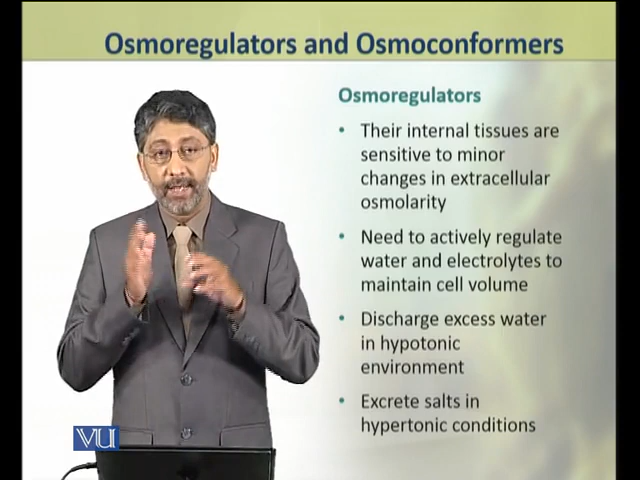 Osmoregulators and Osmoconformers
Osmoregulators
• Their internal tissues are
sensitive to minor
changes in extracellular
osmolarity
• Need to actively regulate
water and electrolytes to
maintain cell volume
• Discharge excess water
in hypotonic
environment
• Excrete salts in
hypertonic conditions
VU